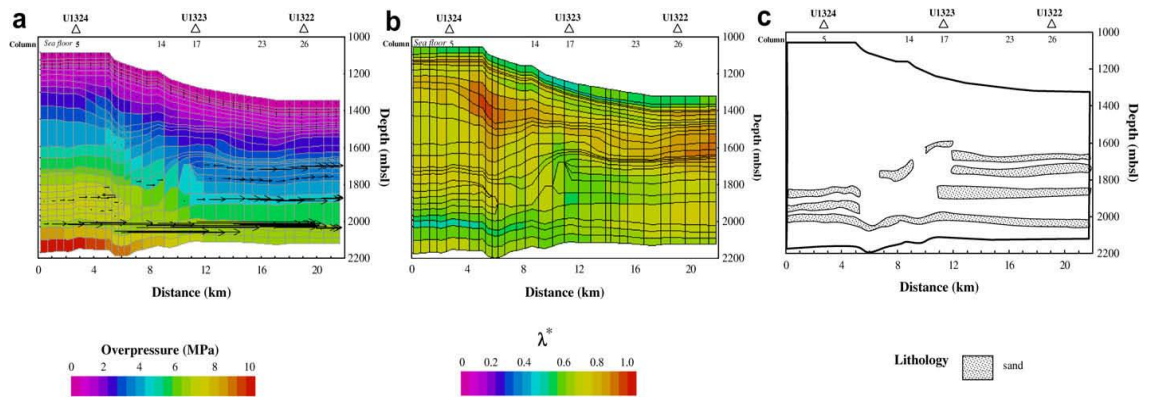 a
U1324 U1323 U1322
Column Sea floor 5 14 17 23 26
1000
1200
1400
1600
1800
2000
2200
Depth (mbsl)
0 4 8 12 16 20
Distance (km)
Overpressure (MPa)
0 2 4 6 8 10
b
U1324 U1323 U1322
Column Sea floor 5 14 17 23 26
1000
1200
1400
1600
1800
2000
2200
Depth (mbsl)
0 4 8 12 16 20
Distance (km)
λ*
0 0.2 0.4 0.6 0.8 1.0
c
U1324 U1323 U1322
Column 5 14 17 26
1000
1200
1400
1600
1800
2000
2200
Depth (mbsl)
0 4 8 12 16 20
Distance (km)
Lithology sand